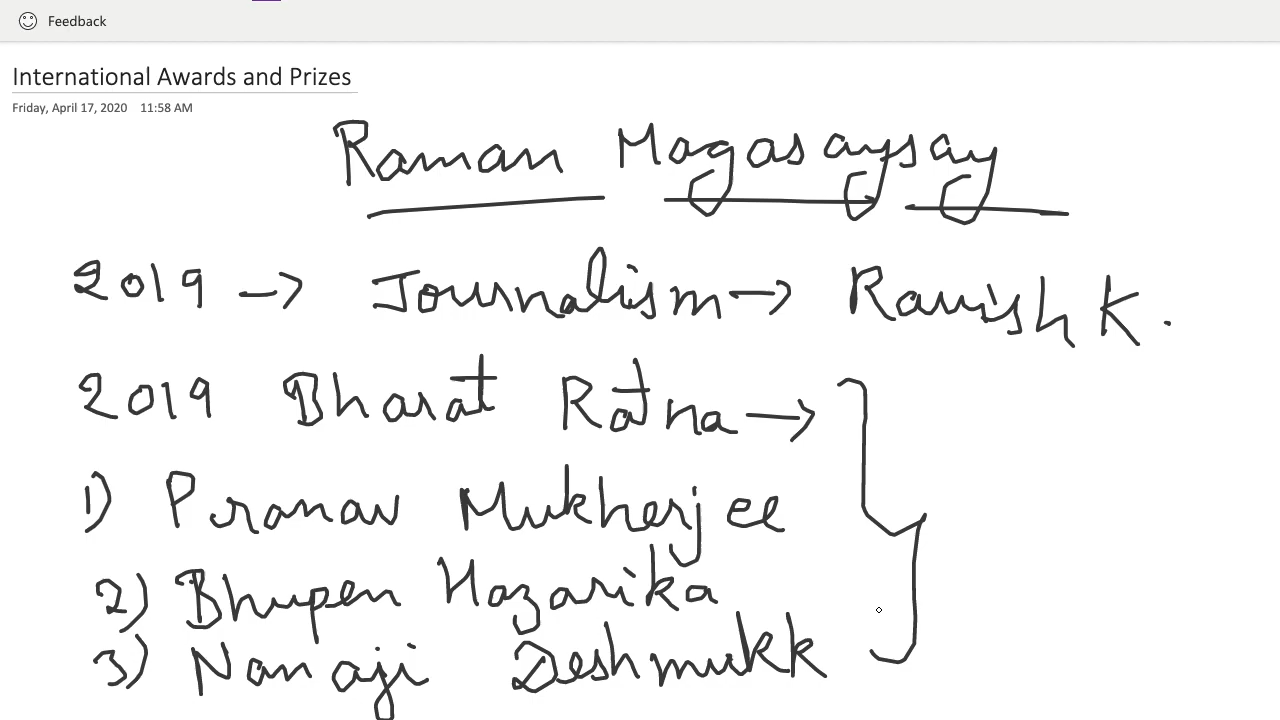 Feedback
International Awards and Prizes
Friday, April 17, 2020 11:58 AM
Raman Magasaysay
2019 -> Journalism -> Ravish K.
2019 Bharat Ratna ->
1) Pranav Mukherjee
2) Bhupen Hazarika
3) Nanaji Deshmukk